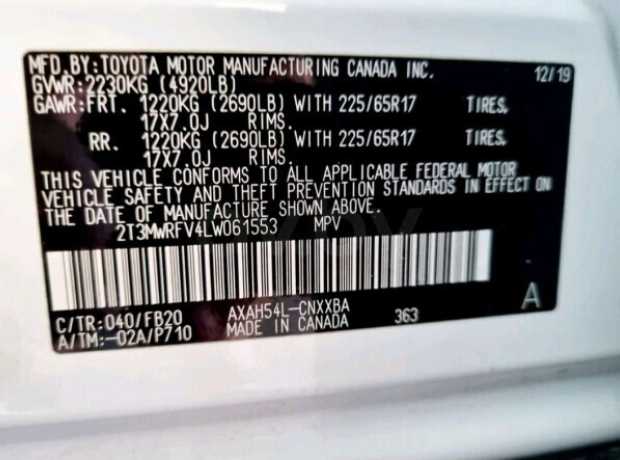 MFD.BY:TOYOTA MOTOR MANUFACTURING CANADA INC. 12/19
GVWR:2230KG (4920LB)
GAWR:FRT. 1220KG (2690LB) WITH 225/65R17 TIRES,
17X7.0J RIMS.
RR. 1220KG (2690LB) WITH 225/65R17 TIRES,
17X7.0J RIMS.
THIS VEHICLE CONFORMS TO ALL APPLICABLE FEDERAL MOTOR
VEHICLE SAFETY AND THEFT PREVENTION STANDARDS IN EFFECT ON
THE DATE OF MANUFACTURE SHOWN ABOVE.
2T3MWRFV4LW061553 MPV
A
C/TR:040/FB20 AXAH54L-CNXXBA 363
A/TM:-02A/P710 MADE IN CANADA